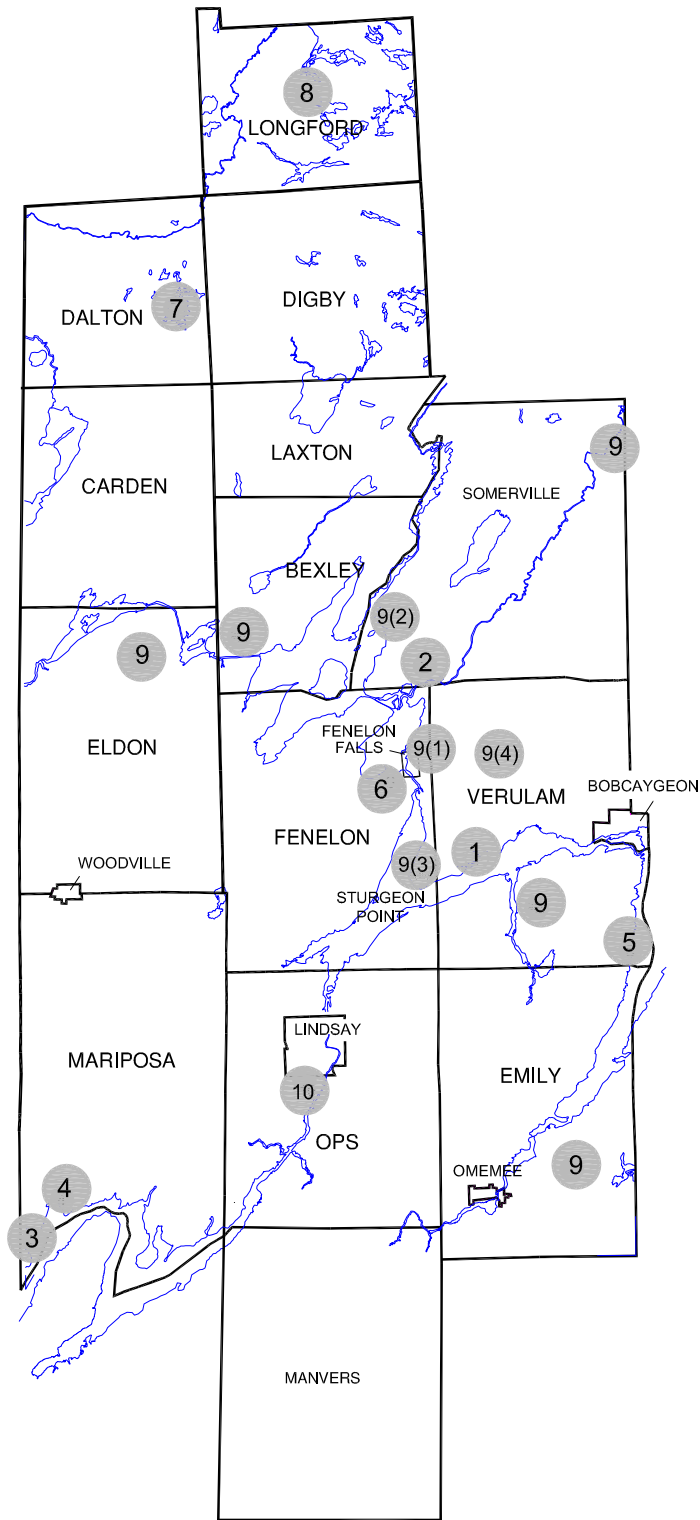 8
LONGFORD
DIGBY
7
DALTON
9
LAXTON
CARDEN
SOMERVILLE
BEXLEY
9(2)
9
9
2
FENELON
FALLS
9(1)
9(4)
ELDON
6
BOBCAYGEON
VERULAM
FENELON
1
WOODVILLE
9(3)
STURGEON
POINT
9
5
LINDSAY
MARIPOSA
EMILY
10
OPS
9
OMEMEE
4
3
MANVERS